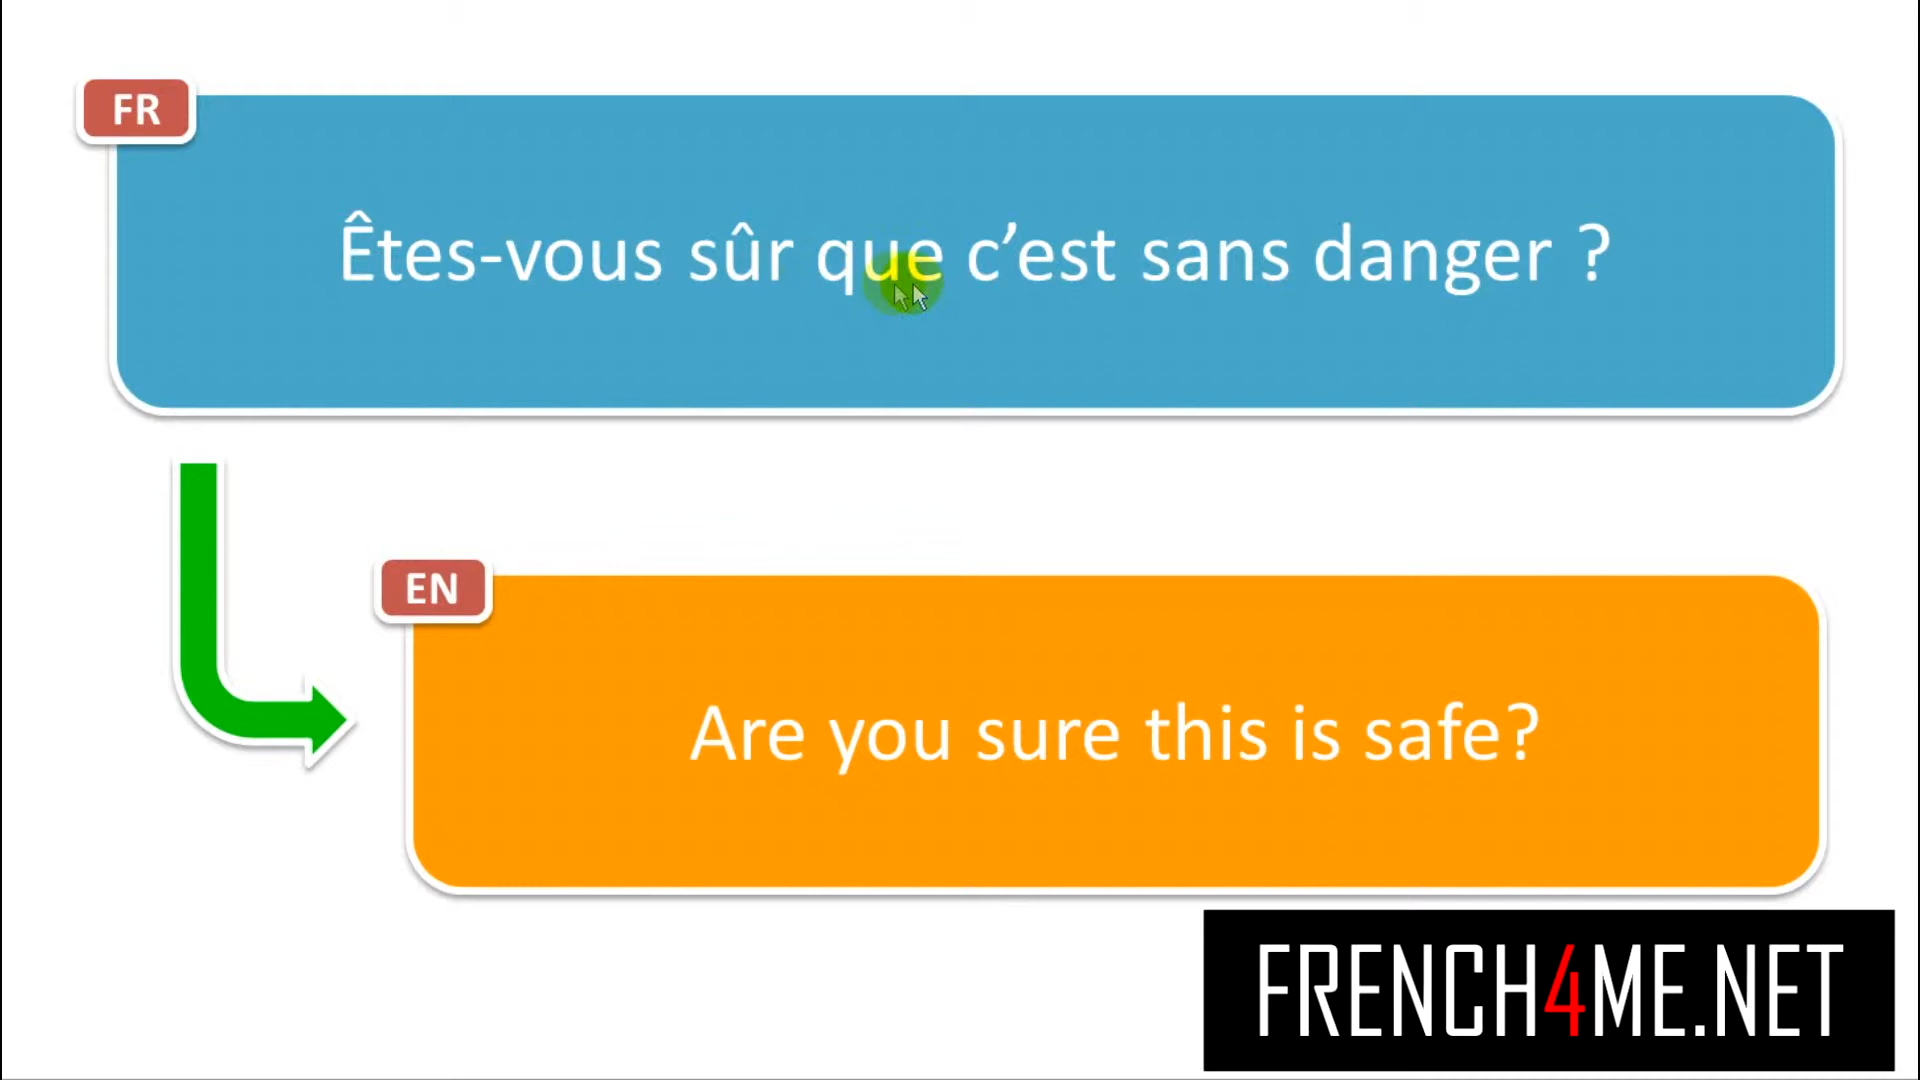 FR
Êtes-vous sûr que c’est sans danger ?
EN
Are you sure this is safe?
FRENCH4ME.NET